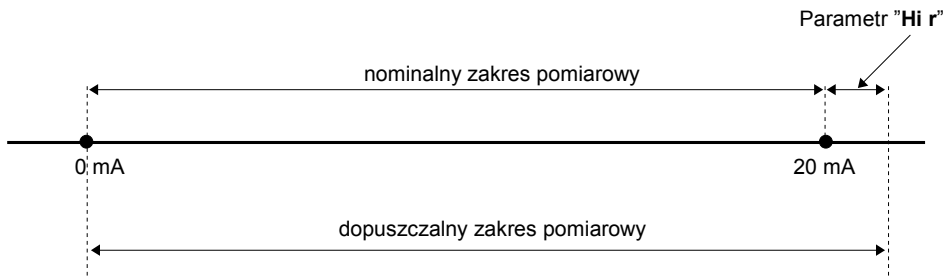 Parametr ”Hi r”
nominalny zakres pomiarowy
0 mA
20 mA
dopuszczalny zakres pomiarowy